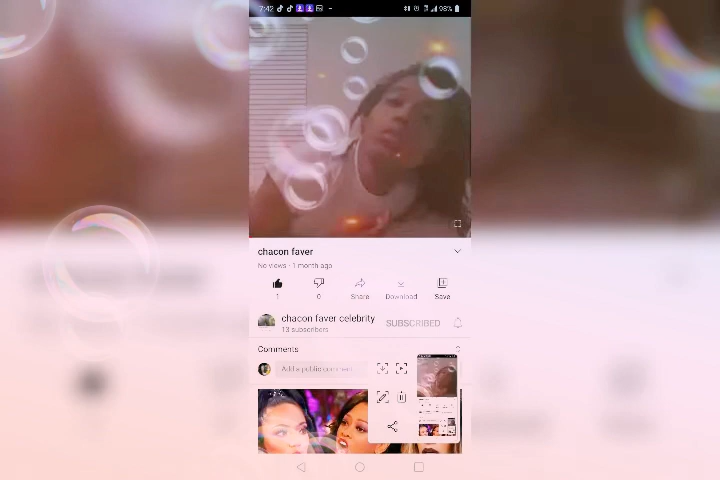 7:42
98%
chacon faver
No views · 1 month ago
1
0
Share
Download
Save
chacon faver celebrity
SUBSCRIBED
13 subscribers
Comments
Add a public comment